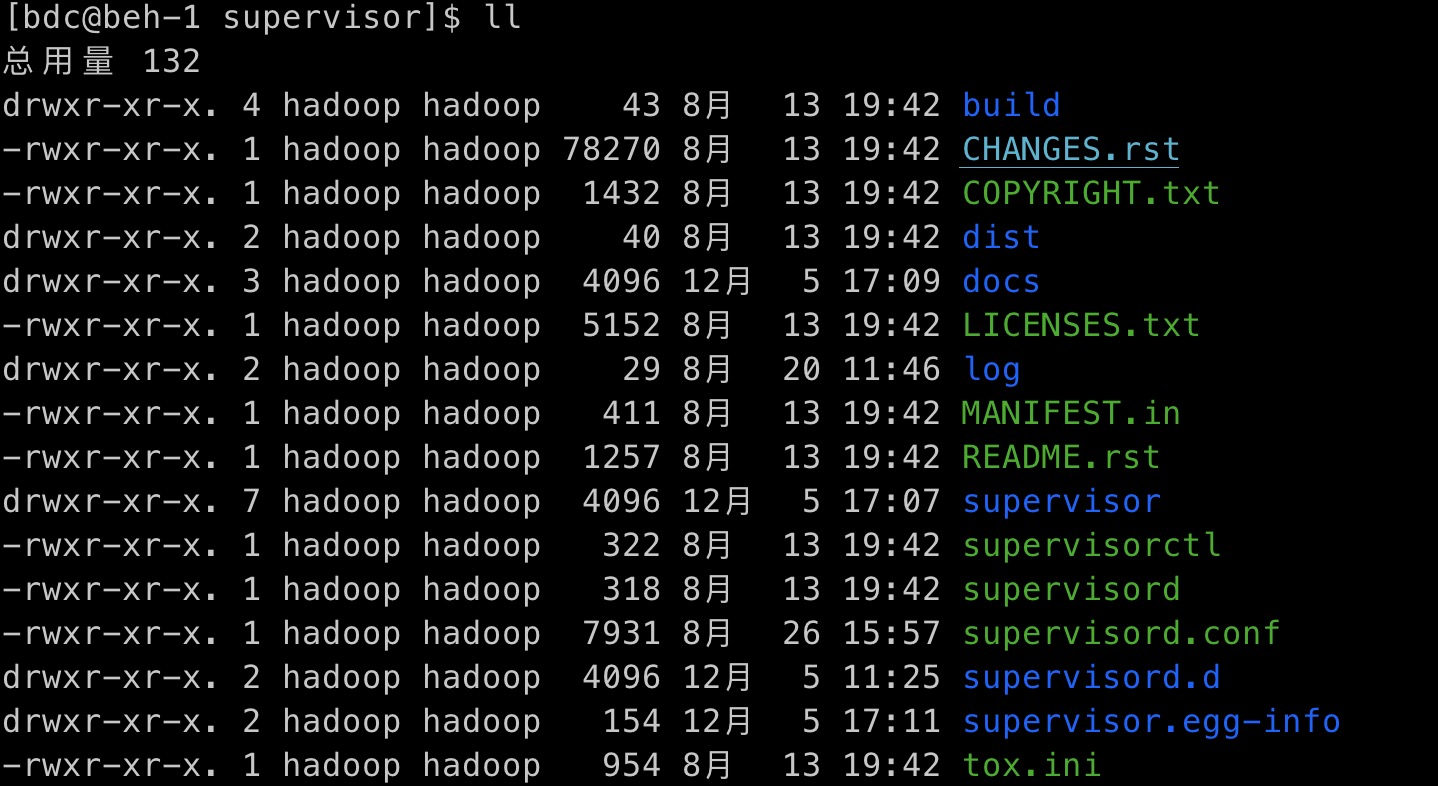 [bdc@beh-1 supervisor]$ ll
总用量 132
drwxr-xr-x. 4 hadoop hadoop    43 8月   13 19:42 build
-rwxr-xr-x. 1 hadoop hadoop 78270 8月   13 19:42 CHANGES.rst
-rwxr-xr-x. 1 hadoop hadoop  1432 8月   13 19:42 COPYRIGHT.txt
drwxr-xr-x. 2 hadoop hadoop    40 8月   13 19:42 dist
drwxr-xr-x. 3 hadoop hadoop  4096 12月   5 17:09 docs
-rwxr-xr-x. 1 hadoop hadoop  5152 8月   13 19:42 LICENSES.txt
drwxr-xr-x. 2 hadoop hadoop    29 8月   20 11:46 log
-rwxr-xr-x. 1 hadoop hadoop   411 8月   13 19:42 MANIFEST.in
-rwxr-xr-x. 1 hadoop hadoop  1257 8月   13 19:42 README.rst
drwxr-xr-x. 7 hadoop hadoop  4096 12月   5 17:07 supervisor
-rwxr-xr-x. 1 hadoop hadoop   322 8月   13 19:42 supervisorctl
-rwxr-xr-x. 1 hadoop hadoop   318 8月   13 19:42 supervisord
-rwxr-xr-x. 1 hadoop hadoop  7931 8月   26 15:57 supervisord.conf
drwxr-xr-x. 2 hadoop hadoop  4096 12月   5 11:25 supervisord.d
drwxr-xr-x. 2 hadoop hadoop   154 12月   5 17:11 supervisor.egg-info
-rwxr-xr-x. 1 hadoop hadoop   954 8月   13 19:42 tox.ini